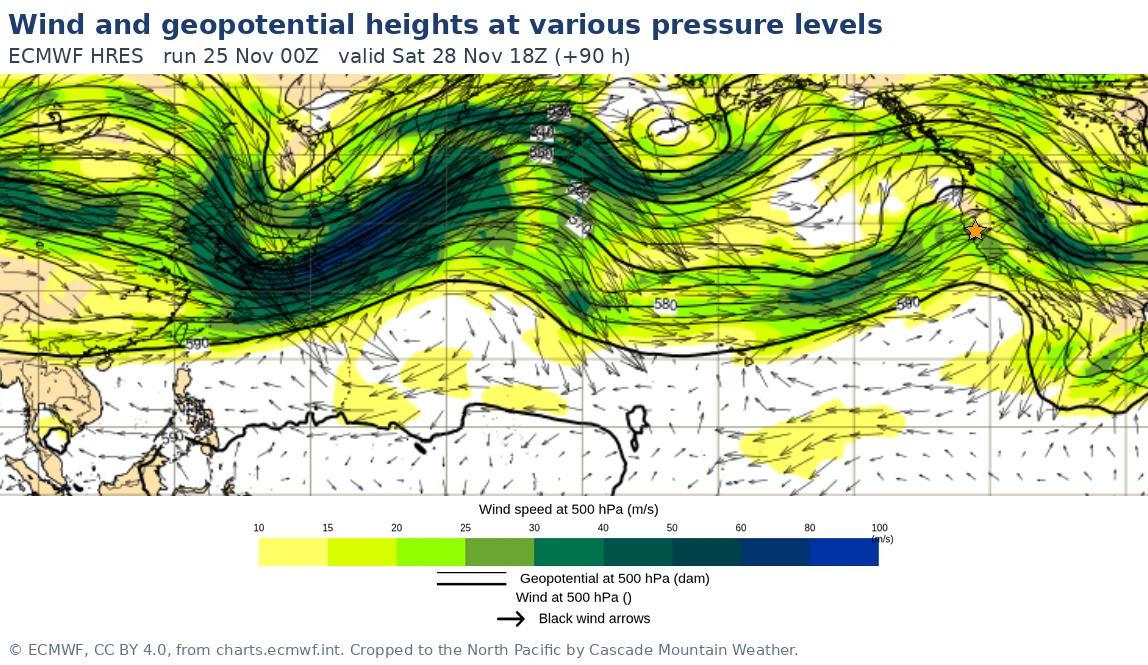 Wind and geopotential heights at various pressure levels
ECMWF HRES run 25 Nov 00Z valid Sat 28 Nov 18Z (+90 h)
580
590
590
590
Wind speed at 500 hPa (m/s)
10 15 20 25 30 40 50 60 80 100
(m/s)
Geopotential at 500 hPa (dam)
Wind at 500 hPa ()
Black wind arrows
© ECMWF, CC BY 4.0, from charts.ecmwf.int. Cropped to the North Pacific by Cascade Mountain Weather.